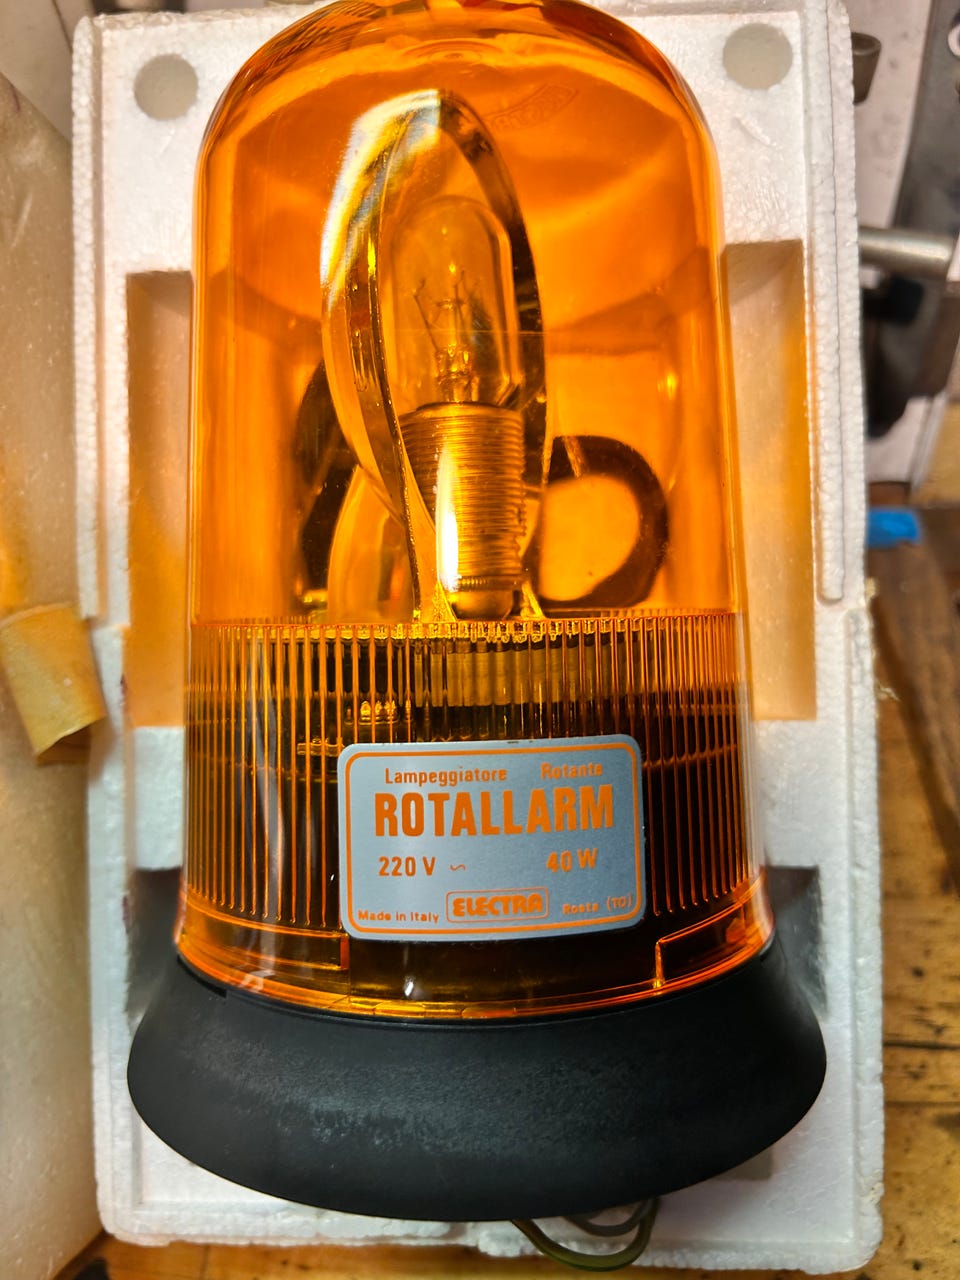 Lampeggiatore Rotante
ROTALLARM
220 V ~ 40 W
Made in Italy ELECTRA Rosta (TO)